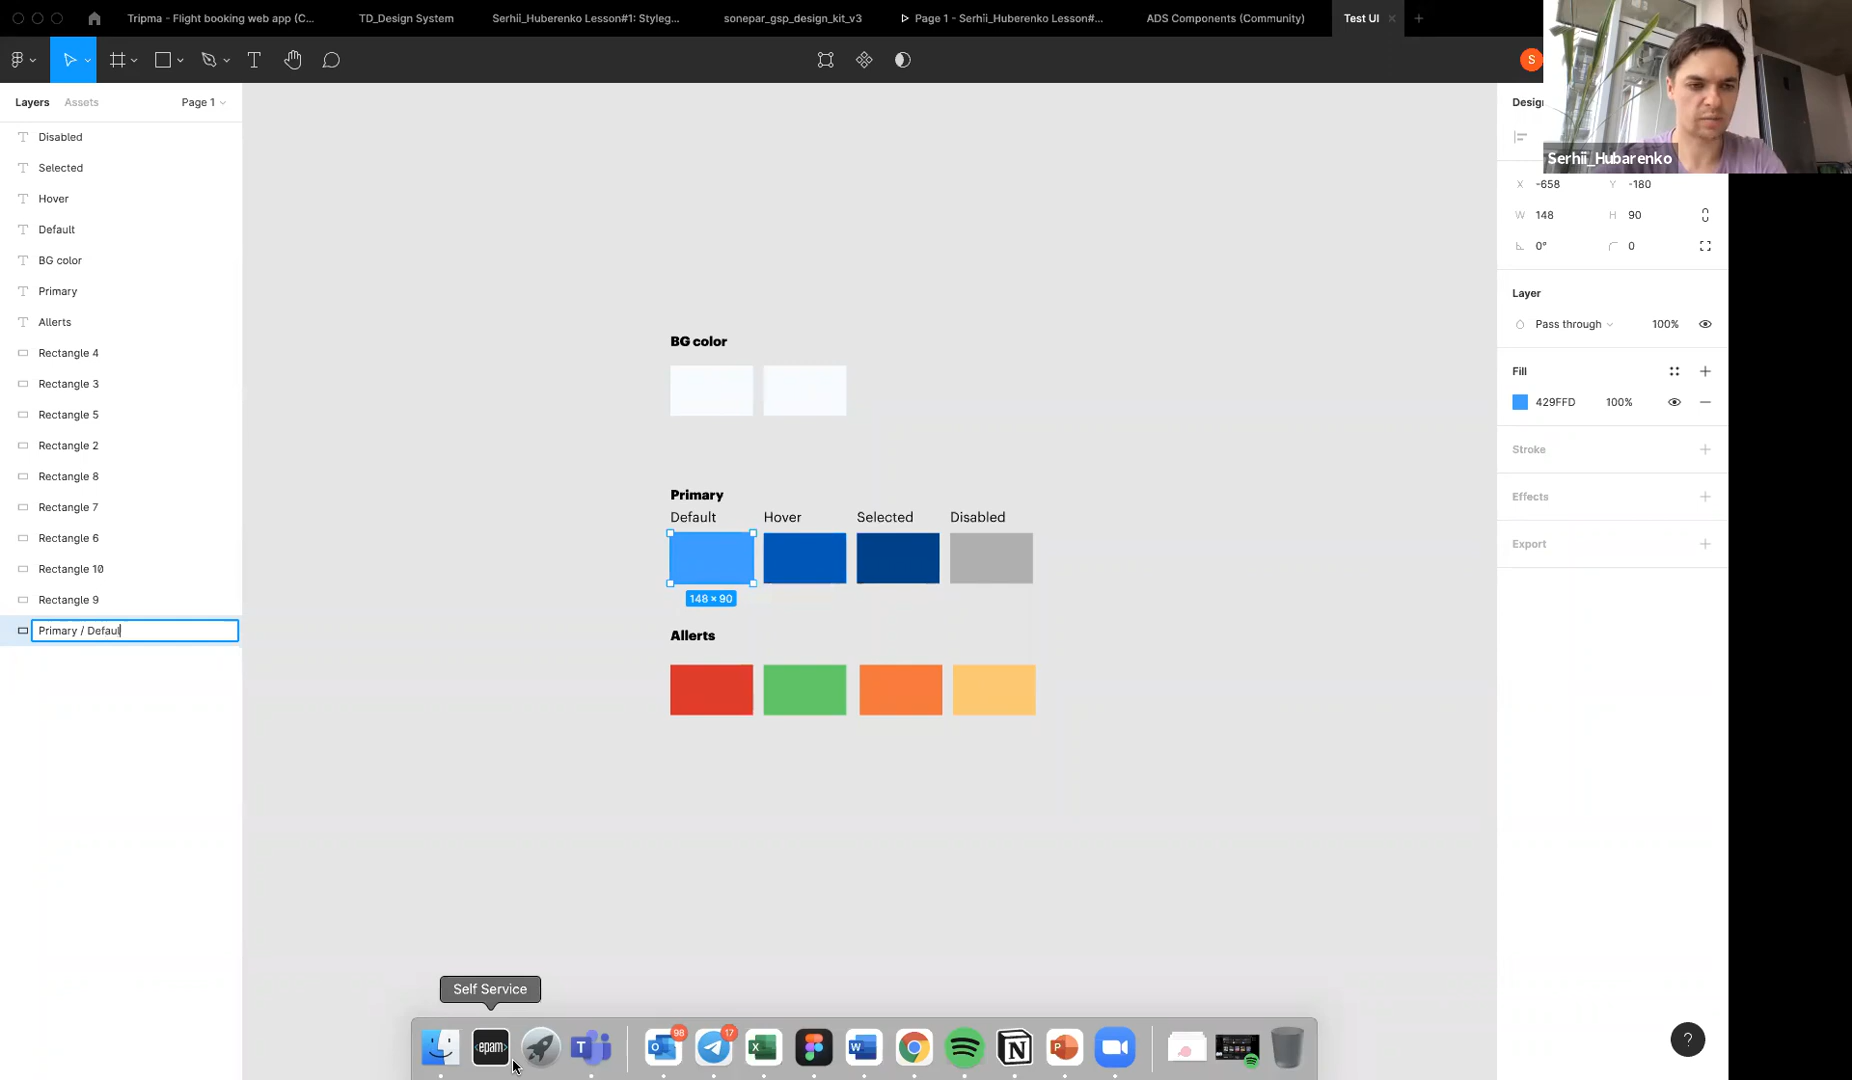 Tripma - Flight booking web app (C...
TD_Design System
Serhii_Huberenko Lesson#1: Styleg...
sonepar_gsp_design_kit_v3
Page 1 - Serhii_Huberenko Lesson#...
ADS Components (Community)
Test UI
S
Layers
Assets
Page 1
Desig
Serhii_Hubarenko
Disabled
Selected
Hover
Default
BG color
Primary
Allerts
Rectangle 4
Rectangle 3
Rectangle 5
Rectangle 2
Rectangle 8
Rectangle 7
Rectangle 6
Rectangle 10
Rectangle 9
Primary / Defaul
BG color
Primary
Default
Hover
Selected
Disabled
148 × 90
Allerts
X -658
Y -180
W 148
H 90
0°
0
Layer
Pass through
100%
Fill
429FFD
100%
Stroke
Effects
Export
Self Service
<epam>
T
98
17
X
W
N
P
?